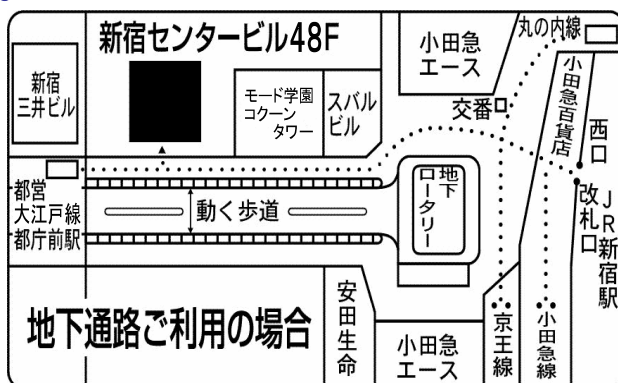 新宿センタービル48F
新宿
三井ビル
モード学園
コクーン
タワー
スバル
ビル
小田急
エース
丸の内線
交番
小田急百貨店
西口
改札口
JR新宿駅
都営
大江戸線
都庁前駅
動く歩道
地下
ロータリー
地下通路ご利用の場合
安田生命
小田急
エース
京王線
小田急線